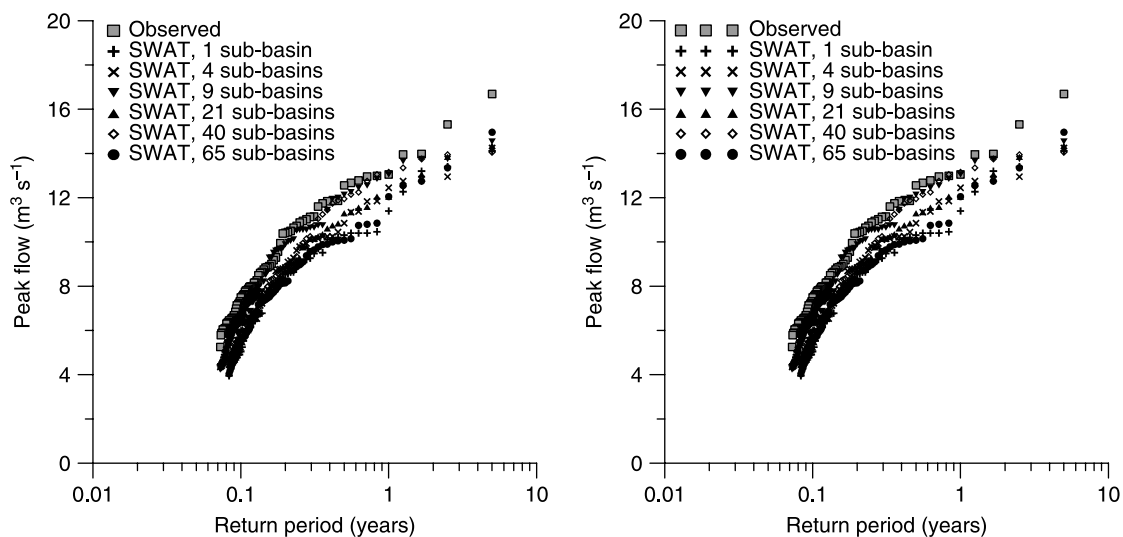 20
16
12
8
4
0
Peak flow (m³ s⁻¹)
Observed
SWAT, 1 sub-basin
SWAT, 4 sub-basins
SWAT, 9 sub-basins
SWAT, 21 sub-basins
SWAT, 40 sub-basins
SWAT, 65 sub-basins
0.01 0.1 1 10
Return period (years)
20
16
12
8
4
0
Peak flow (m³ s⁻¹)
Observed
SWAT, 1 sub-basin
SWAT, 4 sub-basins
SWAT, 9 sub-basins
SWAT, 21 sub-basins
SWAT, 40 sub-basins
SWAT, 65 sub-basins
0.01 0.1 1 10
Return period (years)